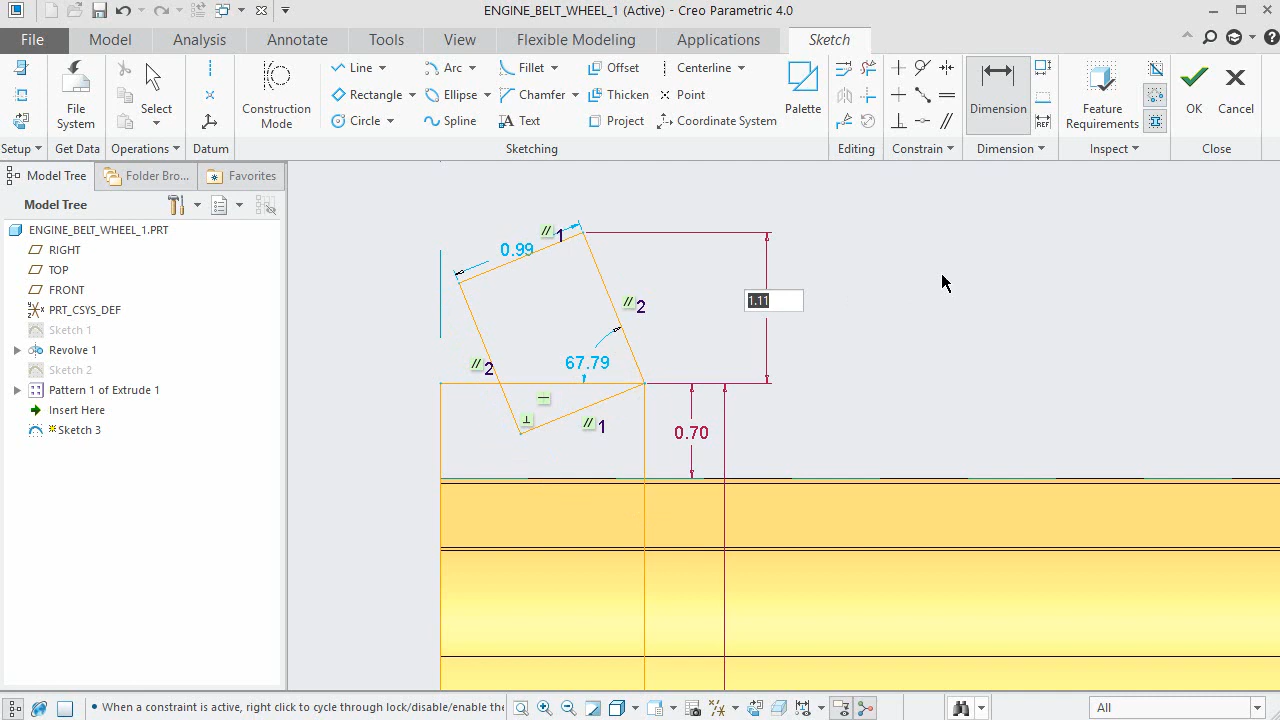 ENGINE_BELT_WHEEL_1 (Active) - Creo Parametric 4.0
File Model Analysis Annotate Tools View Flexible Modeling Applications Sketch
Line Arc Fillet Offset Centerline
Rectangle Ellipse Chamfer Thicken Point
Circle Spline Text Project Coordinate System
File System
Select
Construction Mode
Palette
Dimension
REF
Feature Requirements
OK
Cancel
Setup Get Data Operations Datum Sketching Editing Constrain Dimension Inspect Close
Model Tree Folder Bro... Favorites
Model Tree
ENGINE_BELT_WHEEL_1.PRT
RIGHT
TOP
FRONT
PRT_CSYS_DEF
Sketch 1
Revolve 1
Sketch 2
Pattern 1 of Extrude 1
Insert Here
Sketch 3
1
0.99
1.11
2
67.79
2
1
0.70
• When a constraint is active, right click to cycle through lock/disable/enable the
All